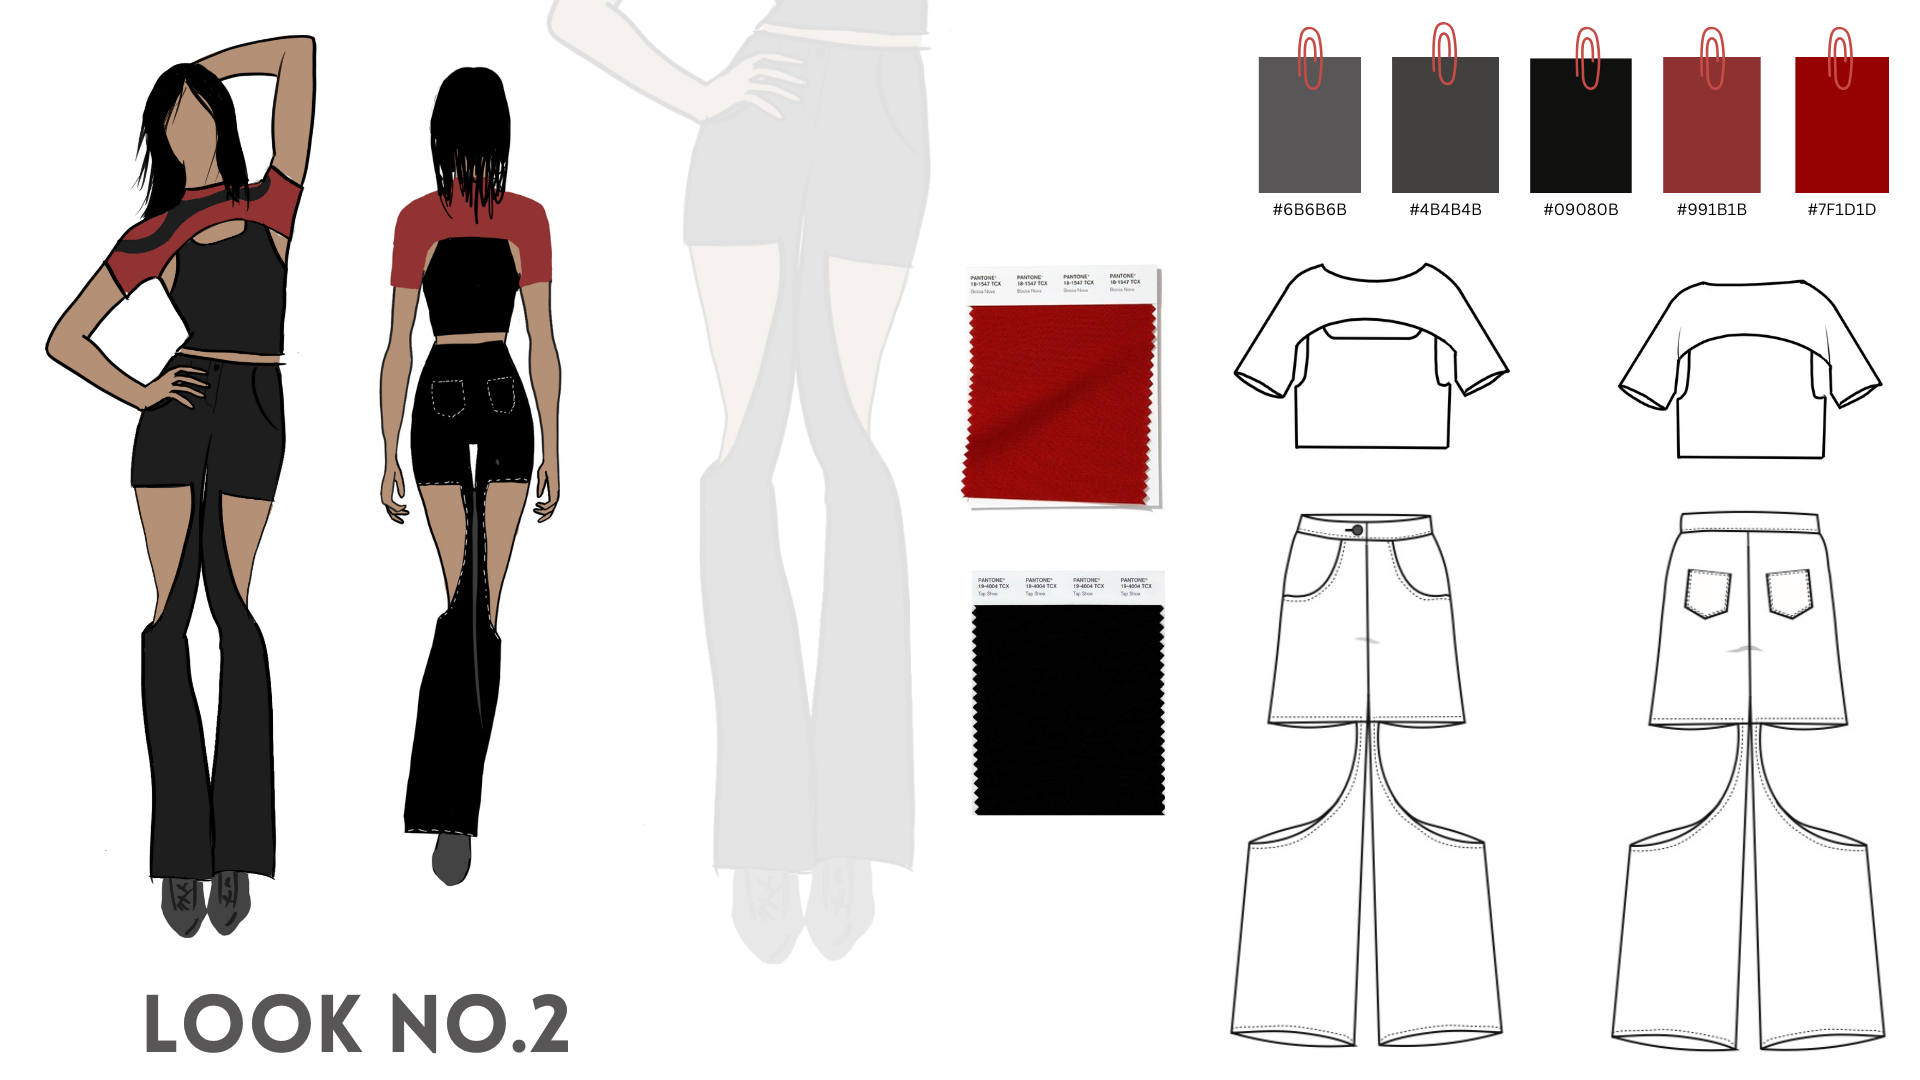 #6B6B6B #4B4B4B #09080B #991B1B #7F1D1D
PANTONE® PANTONE® PANTONE® PANTONE®
18-1547 TCX 18-1547 TCX 18-1547 TCX 18-1547 TCX
Bossa Nova Bossa Nova Bossa Nova Bossa Nova
PANTONE® PANTONE® PANTONE® PANTONE®
19-4004 TCX 19-4004 TCX 19-4004 TCX 19-4004 TCX
Tap Shoe Tap Shoe Tap Shoe Tap Shoe
LOOK NO.2